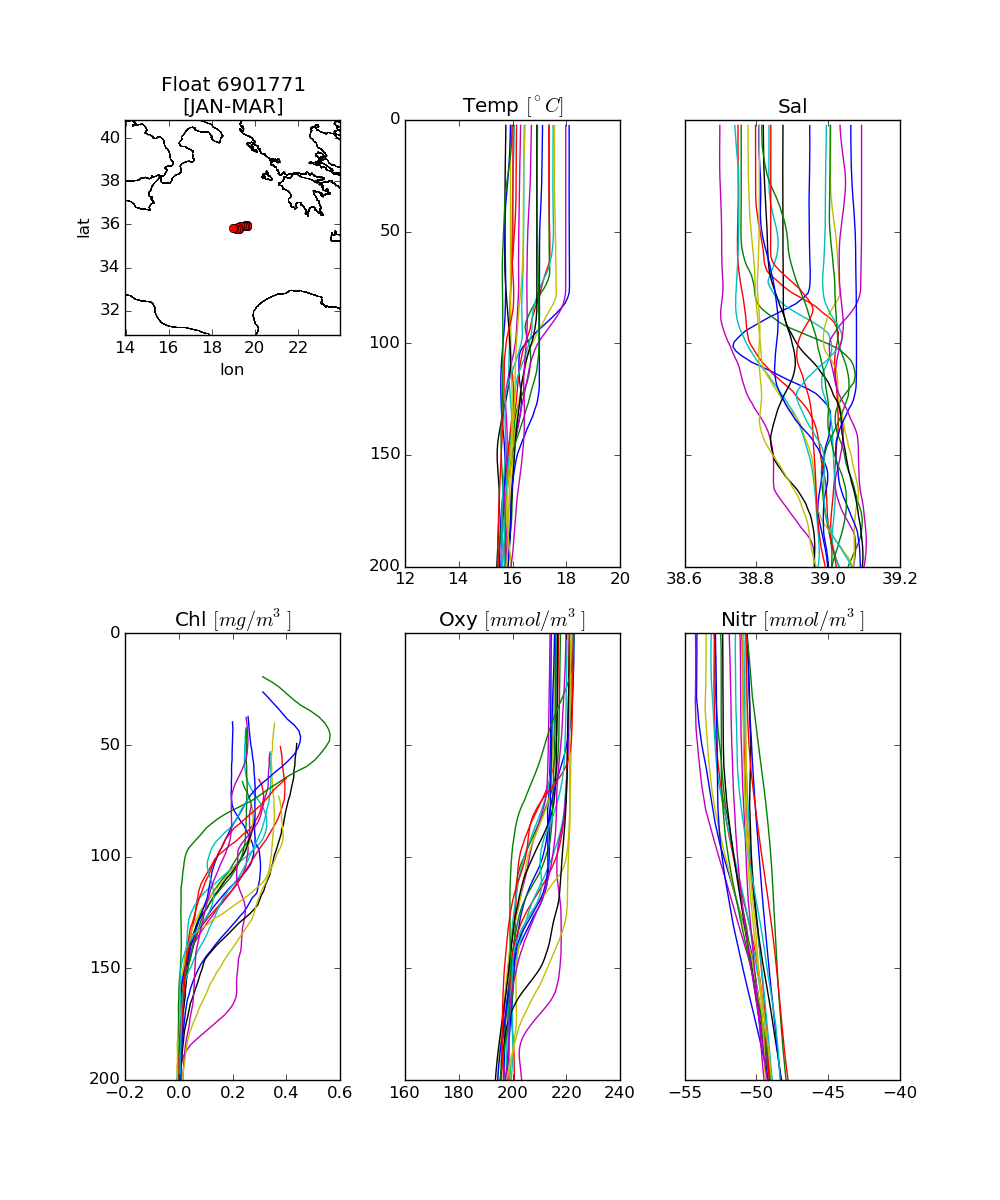 Float 6901771
[JAN-MAR]
40
38
36
34
32
lat
14 16 18 20 22
lon
Temp [°C]
0
50
100
150
200
12 14 16 18 20
Sal
38.6 38.8 39.0 39.2
Chl [mg/m³]
0
50
100
150
200
−0.2 0.0 0.2 0.4 0.6
Oxy [mmol/m³]
160 180 200 220 240
Nitr [mmol/m³]
−55 −50 −45 −40